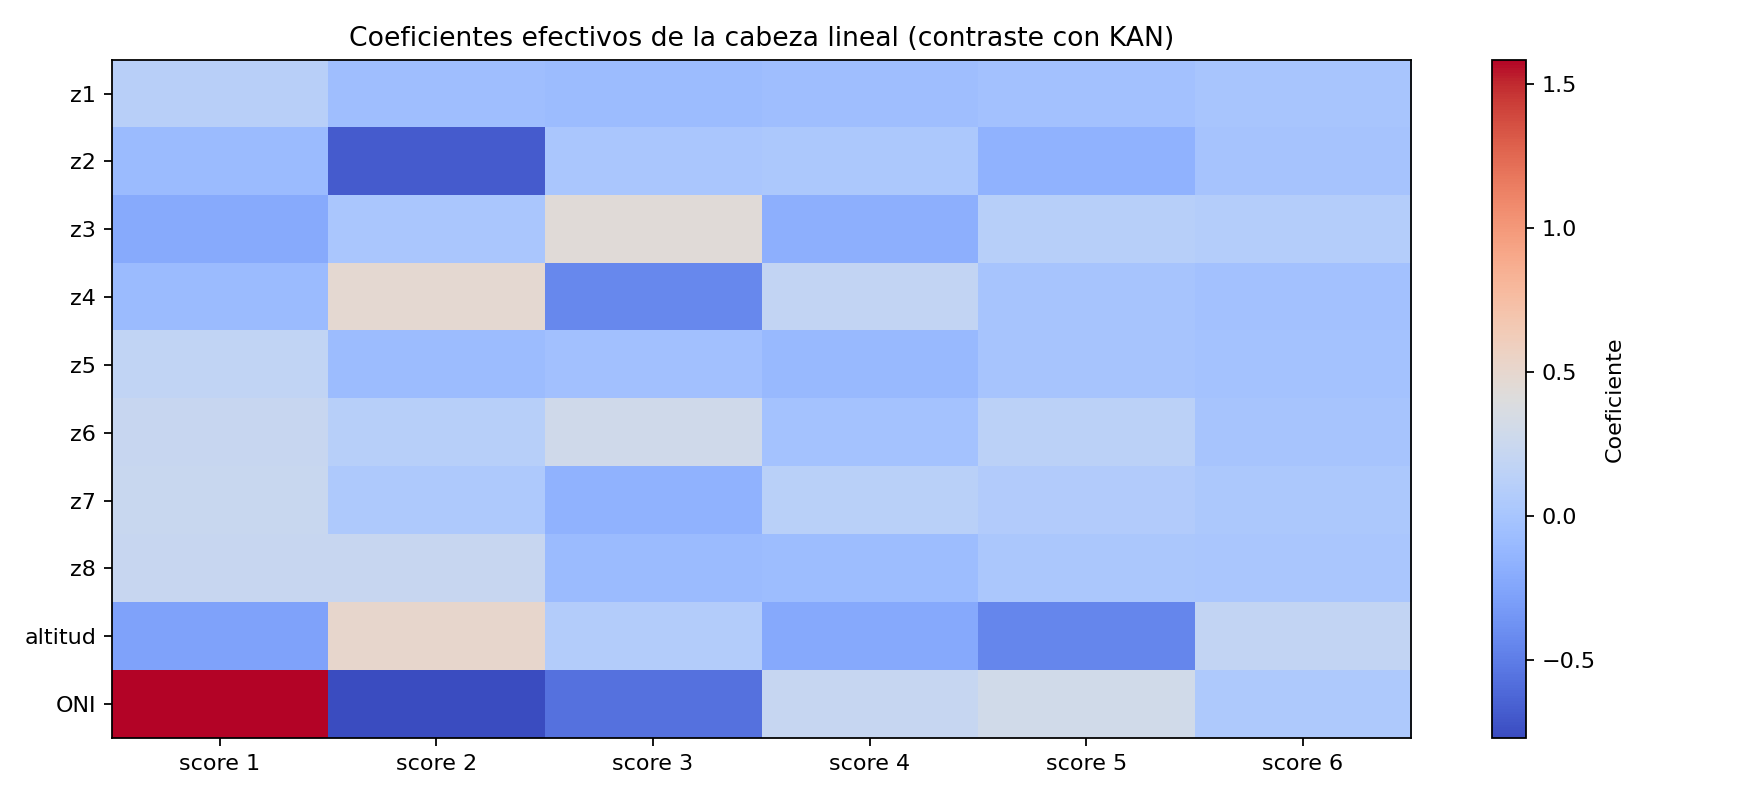 Coeficientes efectivos de la cabeza lineal (contraste con KAN)
z1
z2
z3
z4
z5
z6
z7
z8
altitud
ONI
score 1 score 2 score 3 score 4 score 5 score 6
1.5
1.0
0.5
0.0
−0.5
Coeficiente